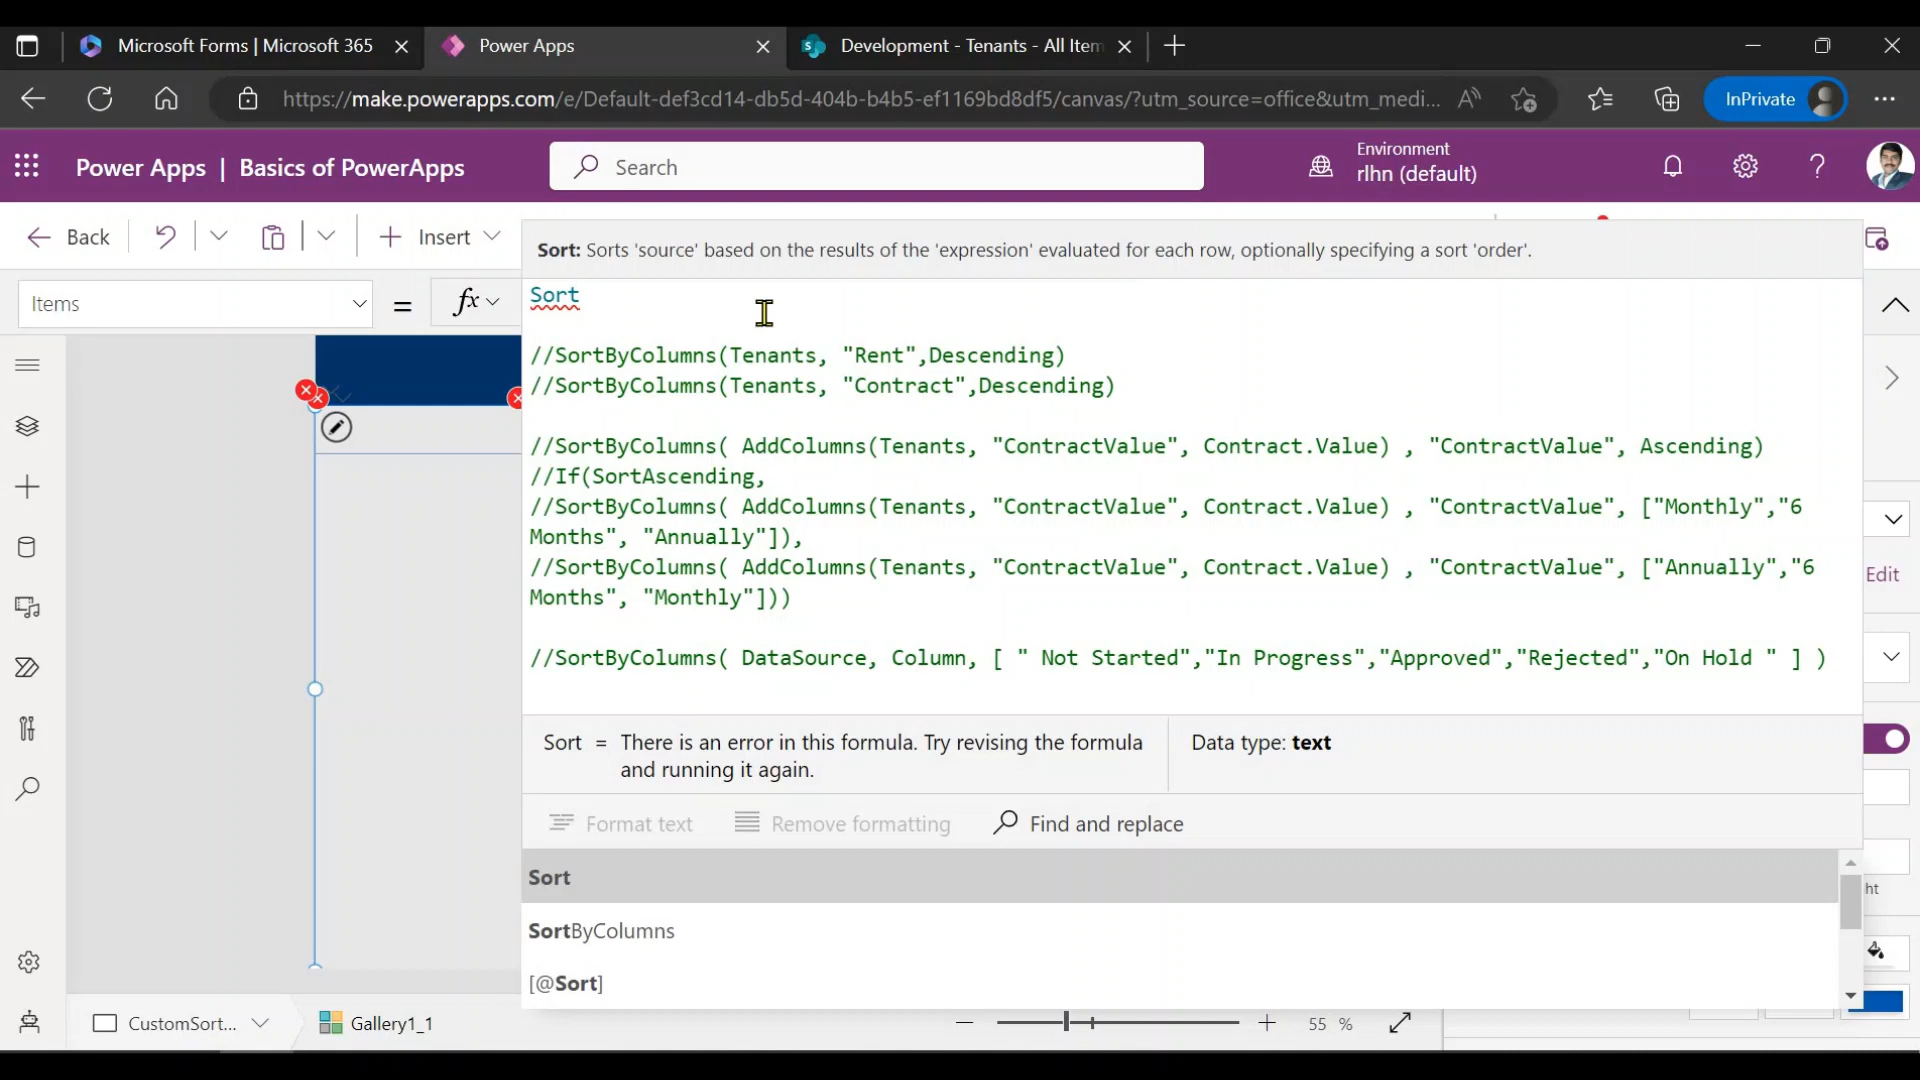 Microsoft Forms | Microsoft 365
Power Apps
Development - Tenants - All Item
https://make.powerapps.com/e/Default-def3cd14-db5d-404b-b4b5-ef1169bd8df5/canvas/?utm_source=office&utm_medi...
InPrivate
Power Apps | Basics of PowerApps
Search
Environment
rlhn (default)
Back
Insert
Sort: Sorts 'source' based on the results of the 'expression' evaluated for each row, optionally specifying a sort 'order'.
Items
=
fx
Sort
//SortByColumns(Tenants, "Rent",Descending)
//SortByColumns(Tenants, "Contract",Descending)
//SortByColumns( AddColumns(Tenants, "ContractValue", Contract.Value) , "ContractValue", Ascending)
//If(SortAscending,
//SortByColumns( AddColumns(Tenants, "ContractValue", Contract.Value) , "ContractValue", ["Monthly","6
Months", "Annually"]),
//SortByColumns( AddColumns(Tenants, "ContractValue", Contract.Value) , "ContractValue", ["Annually","6
Months", "Monthly"]))
//SortByColumns( DataSource, Column, [ " Not Started","In Progress","Approved","Rejected","On Hold " ] )
Edit
Sort = There is an error in this formula. Try revising the formula
and running it again.
Data type: text
Format text
Remove formatting
Find and replace
Sort
ht
SortByColumns
[@Sort]
CustomSort...
Gallery1_1
55 %